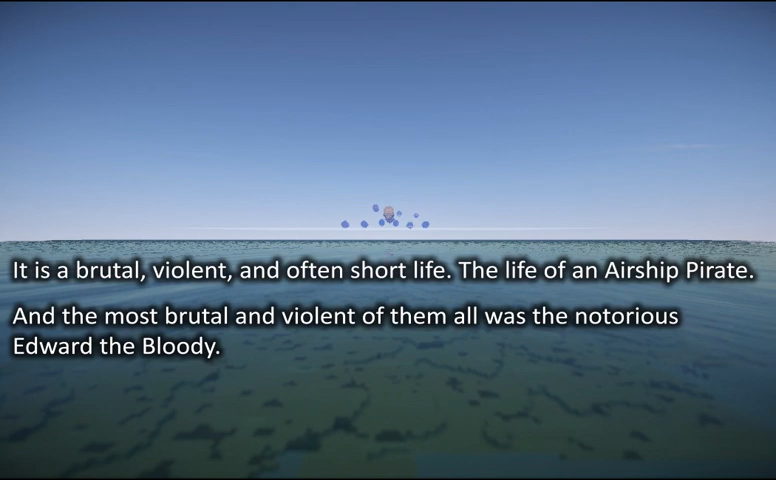 It is a brutal, violent, and often short life. The life of an Airship Pirate.
And the most brutal and violent of them all was the notorious
Edward the Bloody.